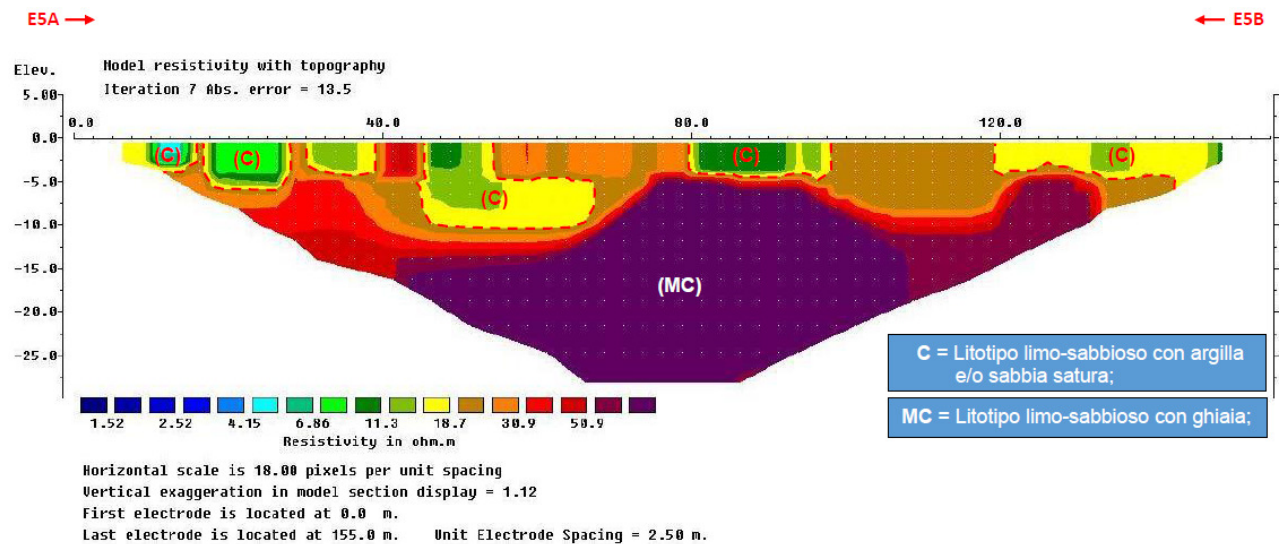 E5A
E5B
Elev.
Model resistivity with topography
Iteration 7 Abs. error = 13.5
5.00
0.0
40.0
80.0
120.0
0.0
(C)
(C)
(C)
(C)
-5.0
(C)
-10.0
-15.0
(MC)
-20.0
-25.0
C = Litotipo limo-sabbioso con argilla
e/o sabbia satura;
MC = Litotipo limo-sabbioso con ghiaia;
1.52 2.52 4.15 6.86 11.3 18.7 30.9 50.9
Resistivity in ohm.m
Horizontal scale is 18.00 pixels per unit spacing
Vertical exaggeration in model section display = 1.12
First electrode is located at 0.0 m.
Last electrode is located at 155.0 m. Unit Electrode Spacing = 2.50 m.